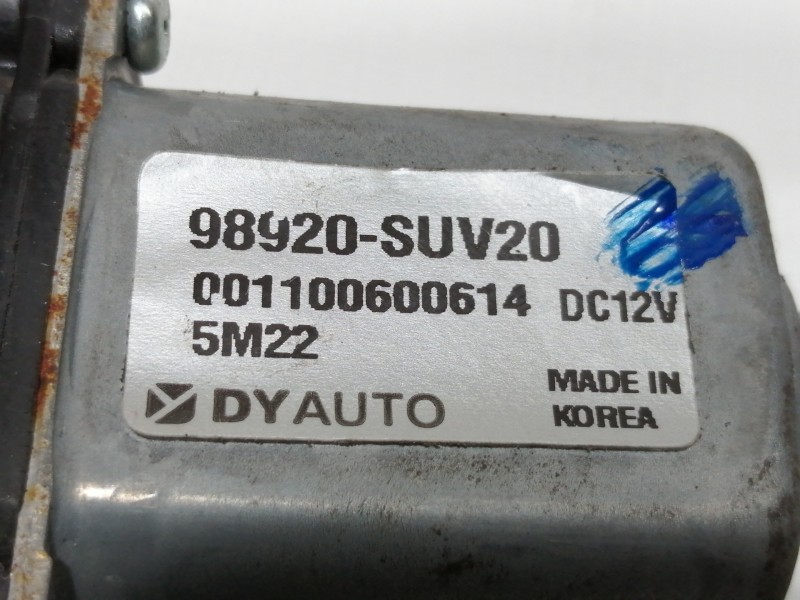 98920-SUV20
001100600614 DC12V
5M22
DYAUTO
MADE IN
KOREA